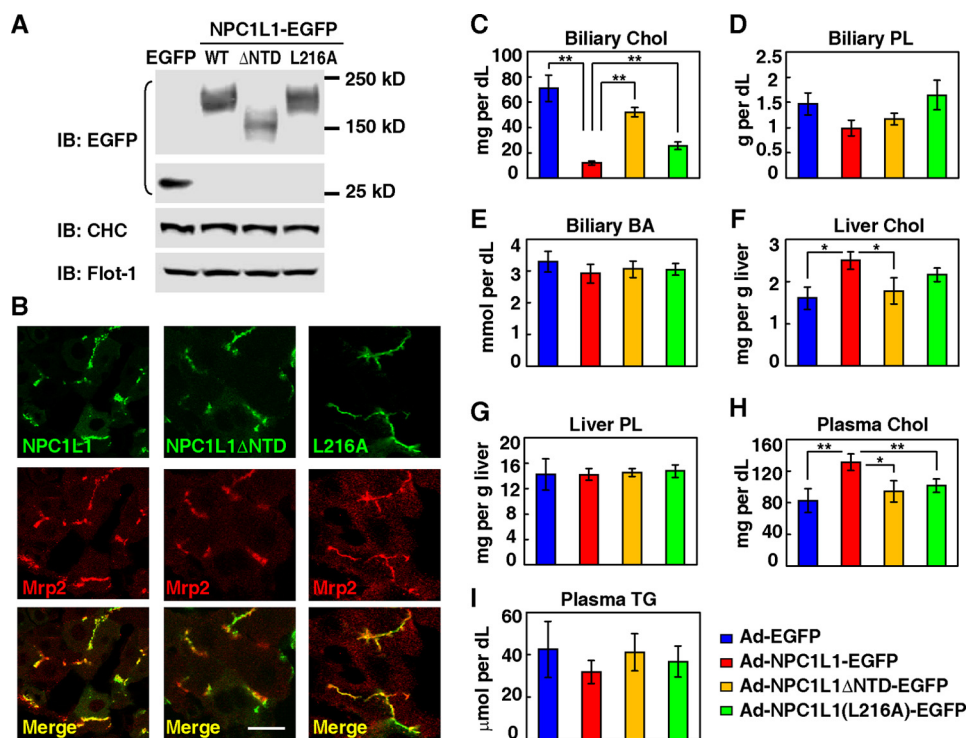 A
NPC1L1-EGFP
EGFP WT ΔNTD L216A
250 kD
150 kD
IB: EGFP
25 kD
IB: CHC
IB: Flot-1
B
NPC1L1
NPC1L1ΔNTD
L216A
Mrp2
Mrp2
Mrp2
Merge
Merge
Merge
C
Biliary Chol
mg per dL
100
80
60
40
20
0
**
**
**
D
Biliary PL
g per dL
2
1.5
1
0.5
0
E
Biliary BA
mmol per dL
4
3
2
1
0
F
Liver Chol
mg per g liver
3
2
1
0
*
*
G
Liver PL
mg per g liver
20
16
12
8
4
0
H
Plasma Chol
mg per dL
160
120
80
40
0
**
**
*
I
Plasma TG
μmol per dL
60
40
20
0
Ad-EGFP
Ad-NPC1L1-EGFP
Ad-NPC1L1ΔNTD-EGFP
Ad-NPC1L1(L216A)-EGFP